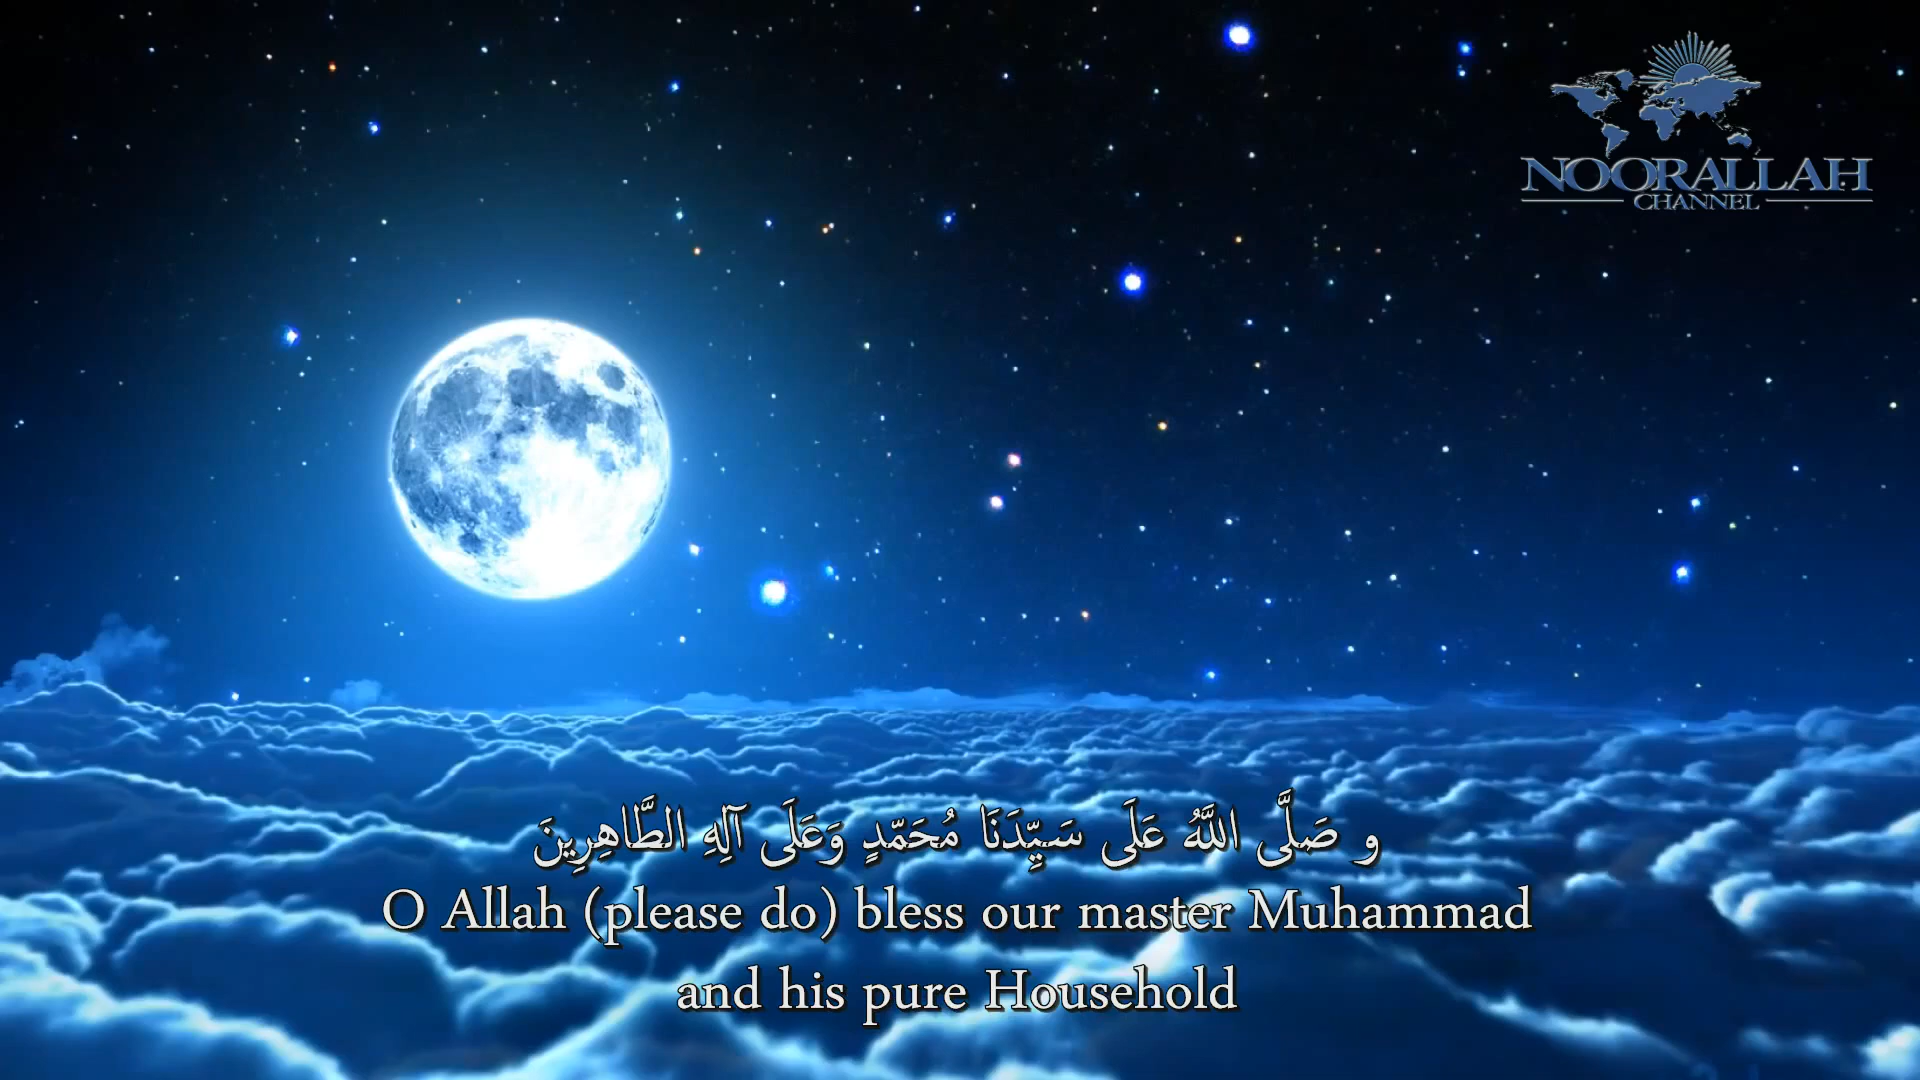 NOORALLAH
CHANNEL
و صَلَّى اللَّهُ عَلَى سَيِّدَنَا مُحَمَّدٍ وَعَلَى آلِهِ الطَّاهِرِينَ
O Allah (please do) bless our master Muhammad
and his pure Household